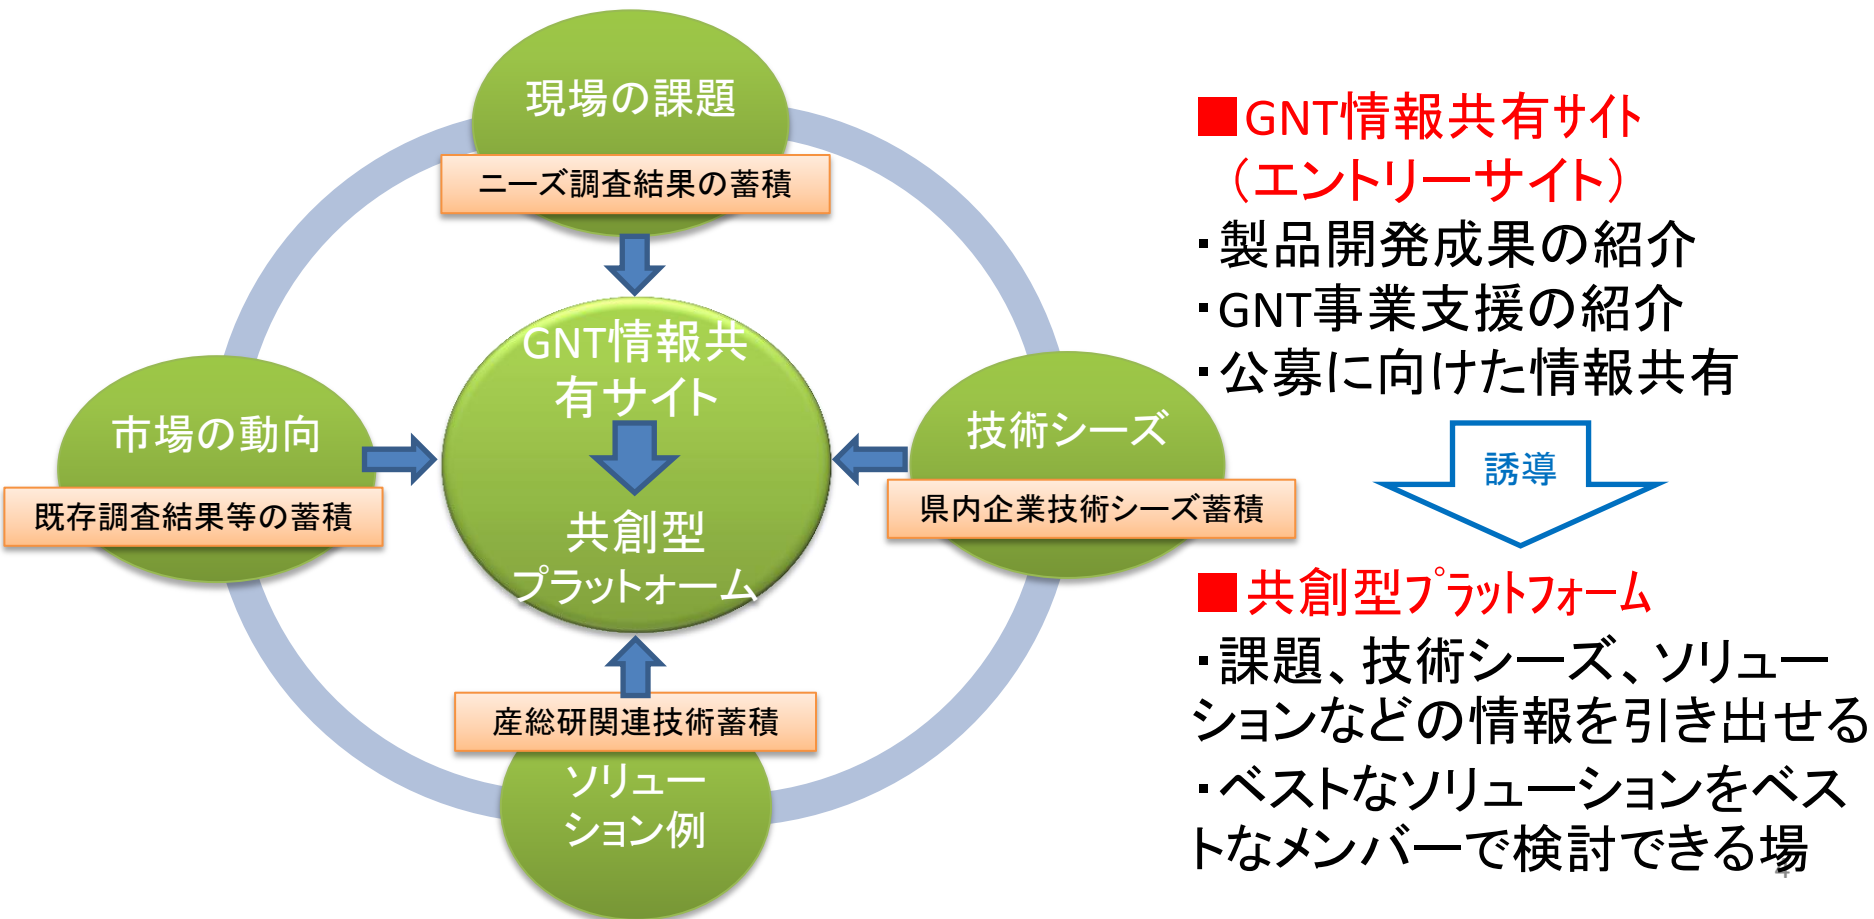 現場の課題
ニーズ調査結果の蓄積
GNT情報共
有サイト
共創型
プラットォーム
市場の動向
既存調査結果等の蓄積
技術シーズ
県内企業技術シーズ蓄積
産総研関連技術蓄積
ソリュー
ション例
■GNT情報共有サイト
（エントリーサイト）
・製品開発成果の紹介
・GNT事業支援の紹介
・公募に向けた情報共有
誘導
■共創型プラットフォーム
・課題、技術シーズ、ソリュー
ションなどの情報を引き出せる
・ベストなソリューションをベス
トなメンバーで検討できる場
4